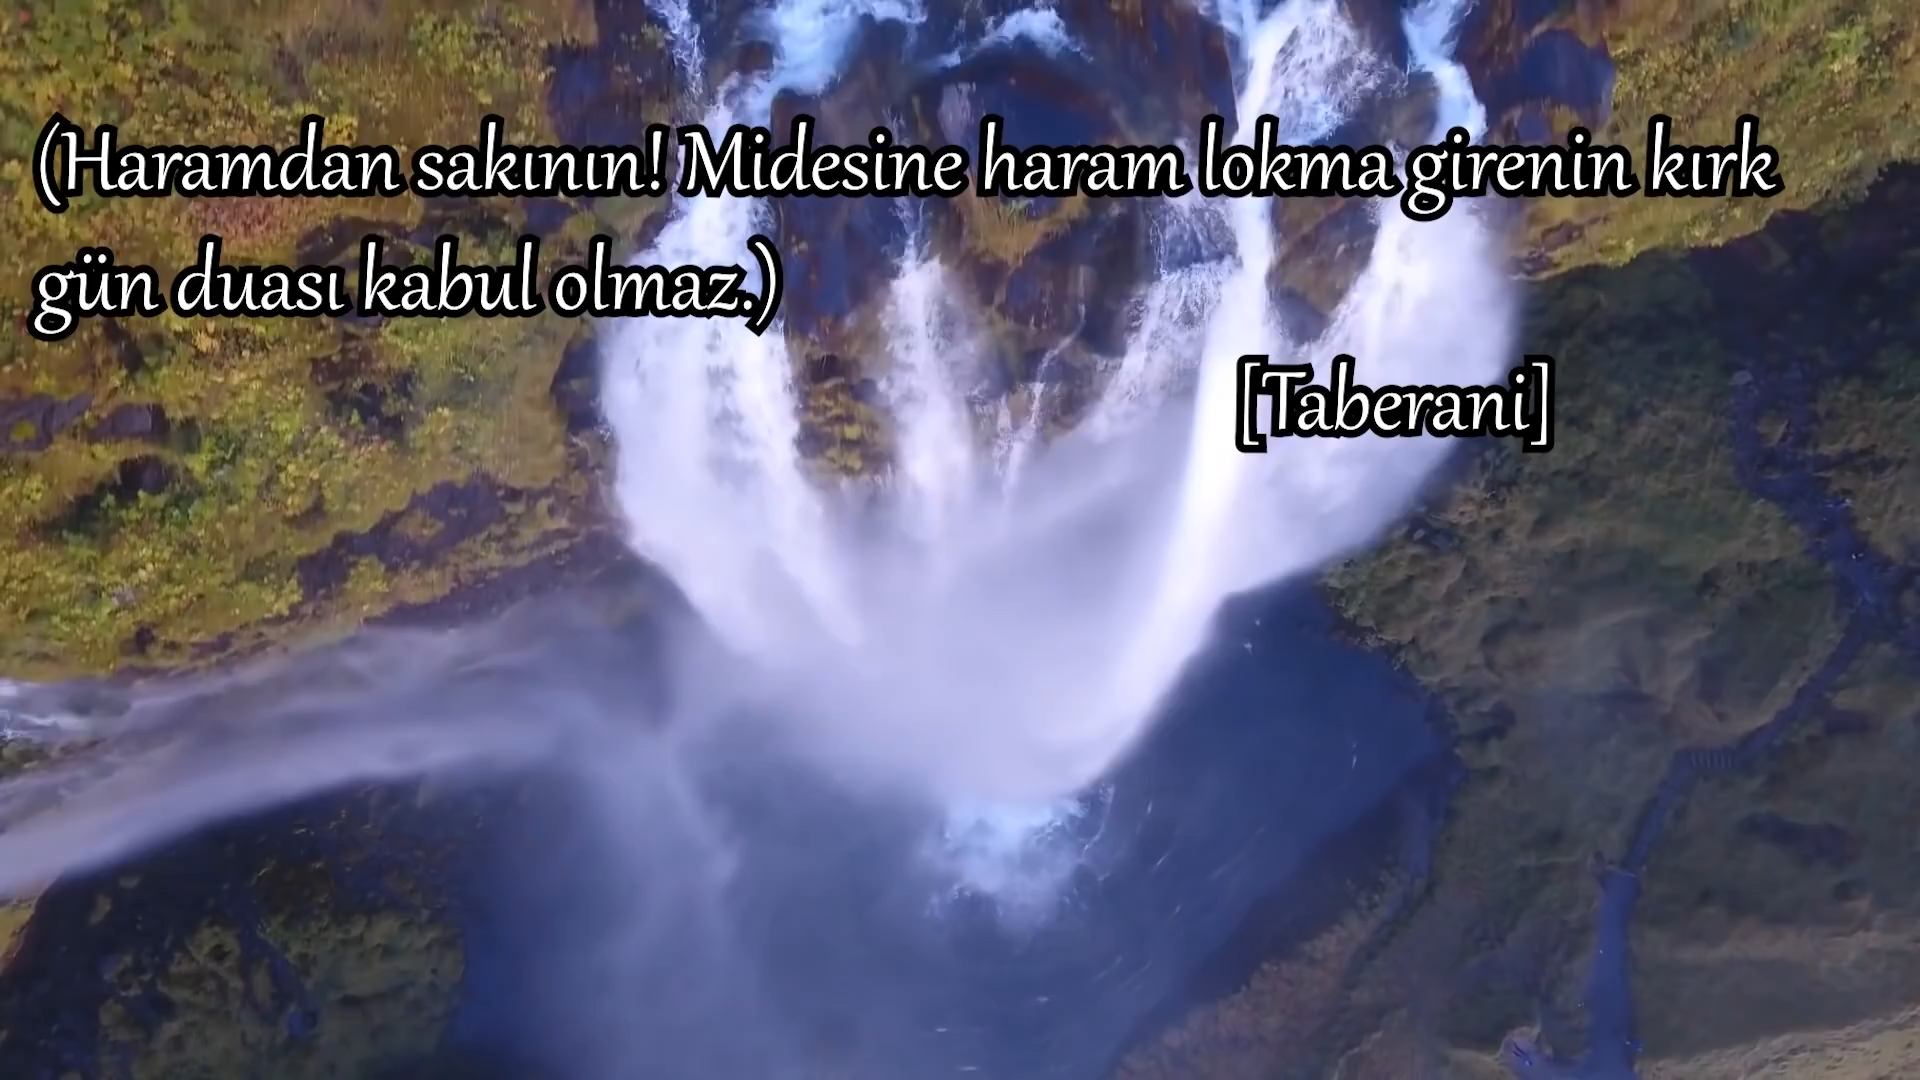 (Haramdan sakının! Midesine haram lokma girenin kırk
gün duası kabul olmaz.)
[Taberani]